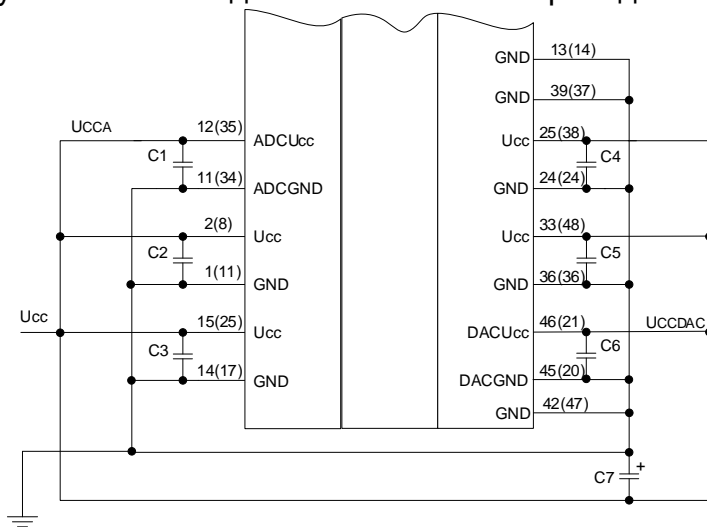 13(14)
GND
39(37)
GND
UCCA
12(35)
ADCUcc
25(38)
Ucc
C1
C4
11(34)
ADCGND
24(24)
GND
2(8)
Ucc
33(48)
Ucc
C2
C5
1(11)
GND
36(36)
GND
Ucc
15(25)
Ucc
46(21)
DACUcc
UCCDAC
C3
C6
14(17)
GND
45(20)
DACGND
42(47)
GND
C7
+